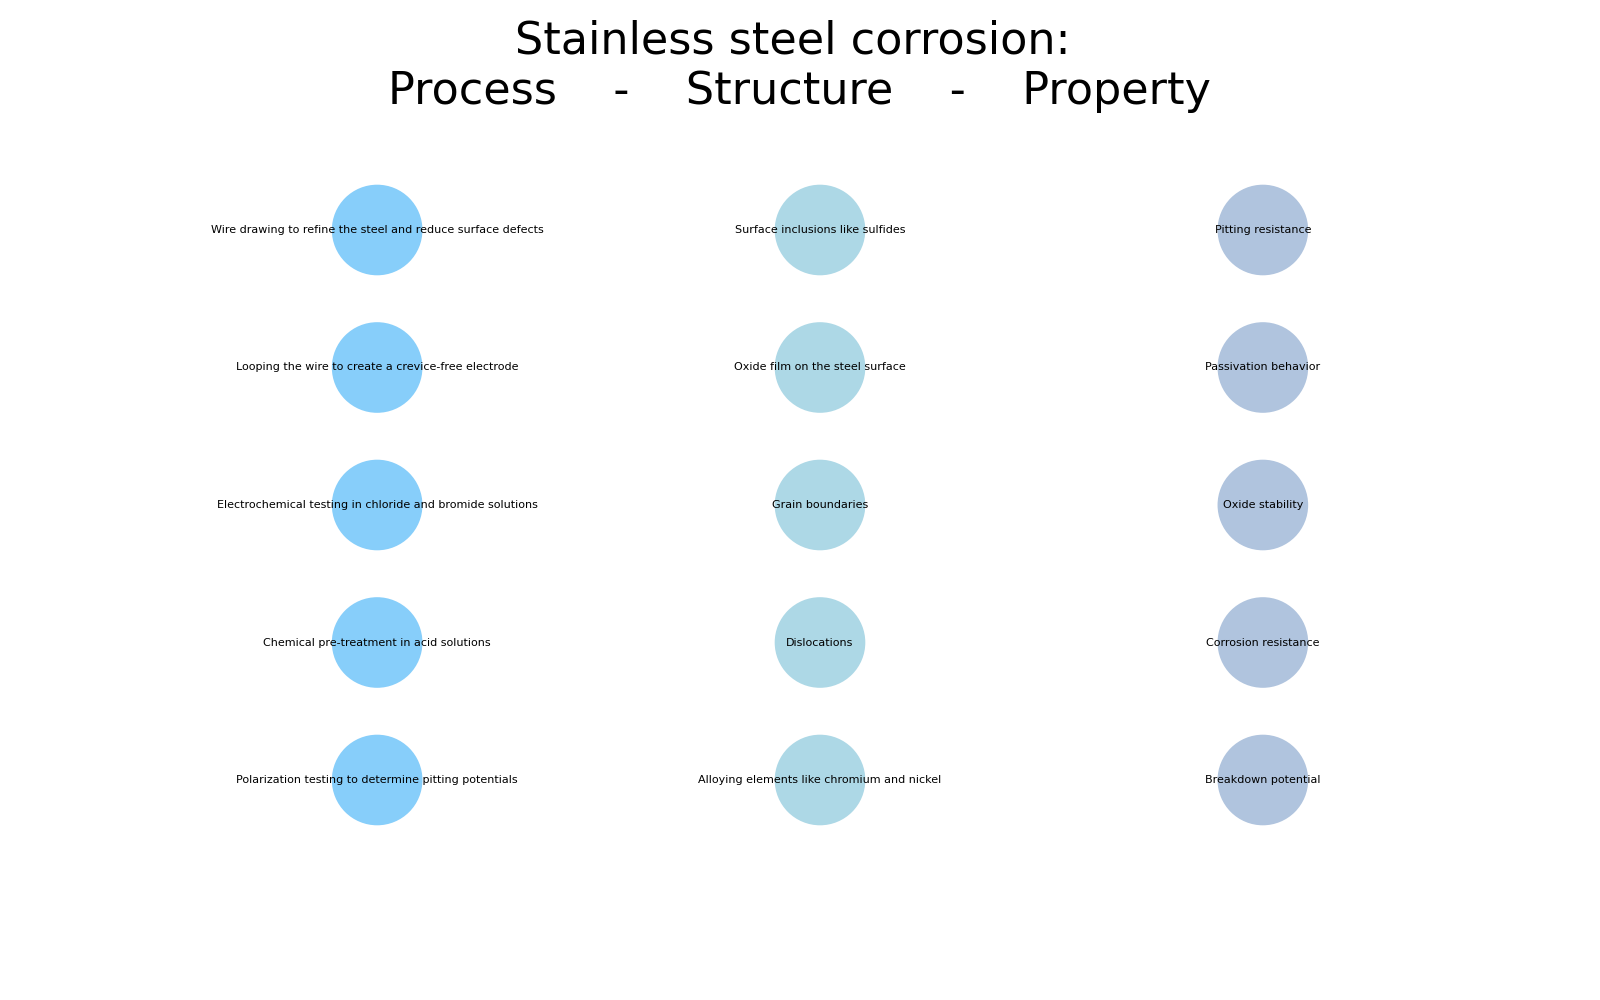 Stainless steel corrosion:
Process - Structure - Property
Wire drawing to refine the steel and reduce surface defects
Surface inclusions like sulfides
Pitting resistance
Looping the wire to create a crevice-free electrode
Oxide film on the steel surface
Passivation behavior
Electrochemical testing in chloride and bromide solutions
Grain boundaries
Oxide stability
Chemical pre-treatment in acid solutions
Dislocations
Corrosion resistance
Polarization testing to determine pitting potentials
Alloying elements like chromium and nickel
Breakdown potential